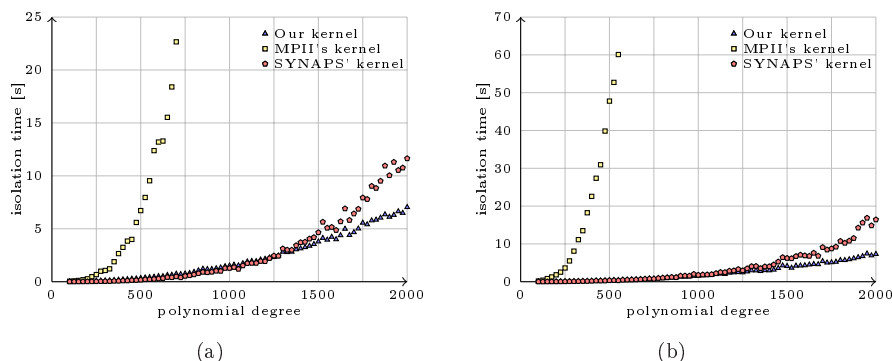 25
20
15
10
5
0
isolation time [s]
Our kernel
MPII's kernel
SYNAPS' kernel
0 500 1000 1500 2000
polynomial degree
(a)
70
60
50
40
30
20
10
0
isolation time [s]
Our kernel
MPII's kernel
SYNAPS' kernel
0 500 1000 1500 2000
polynomial degree
(b)